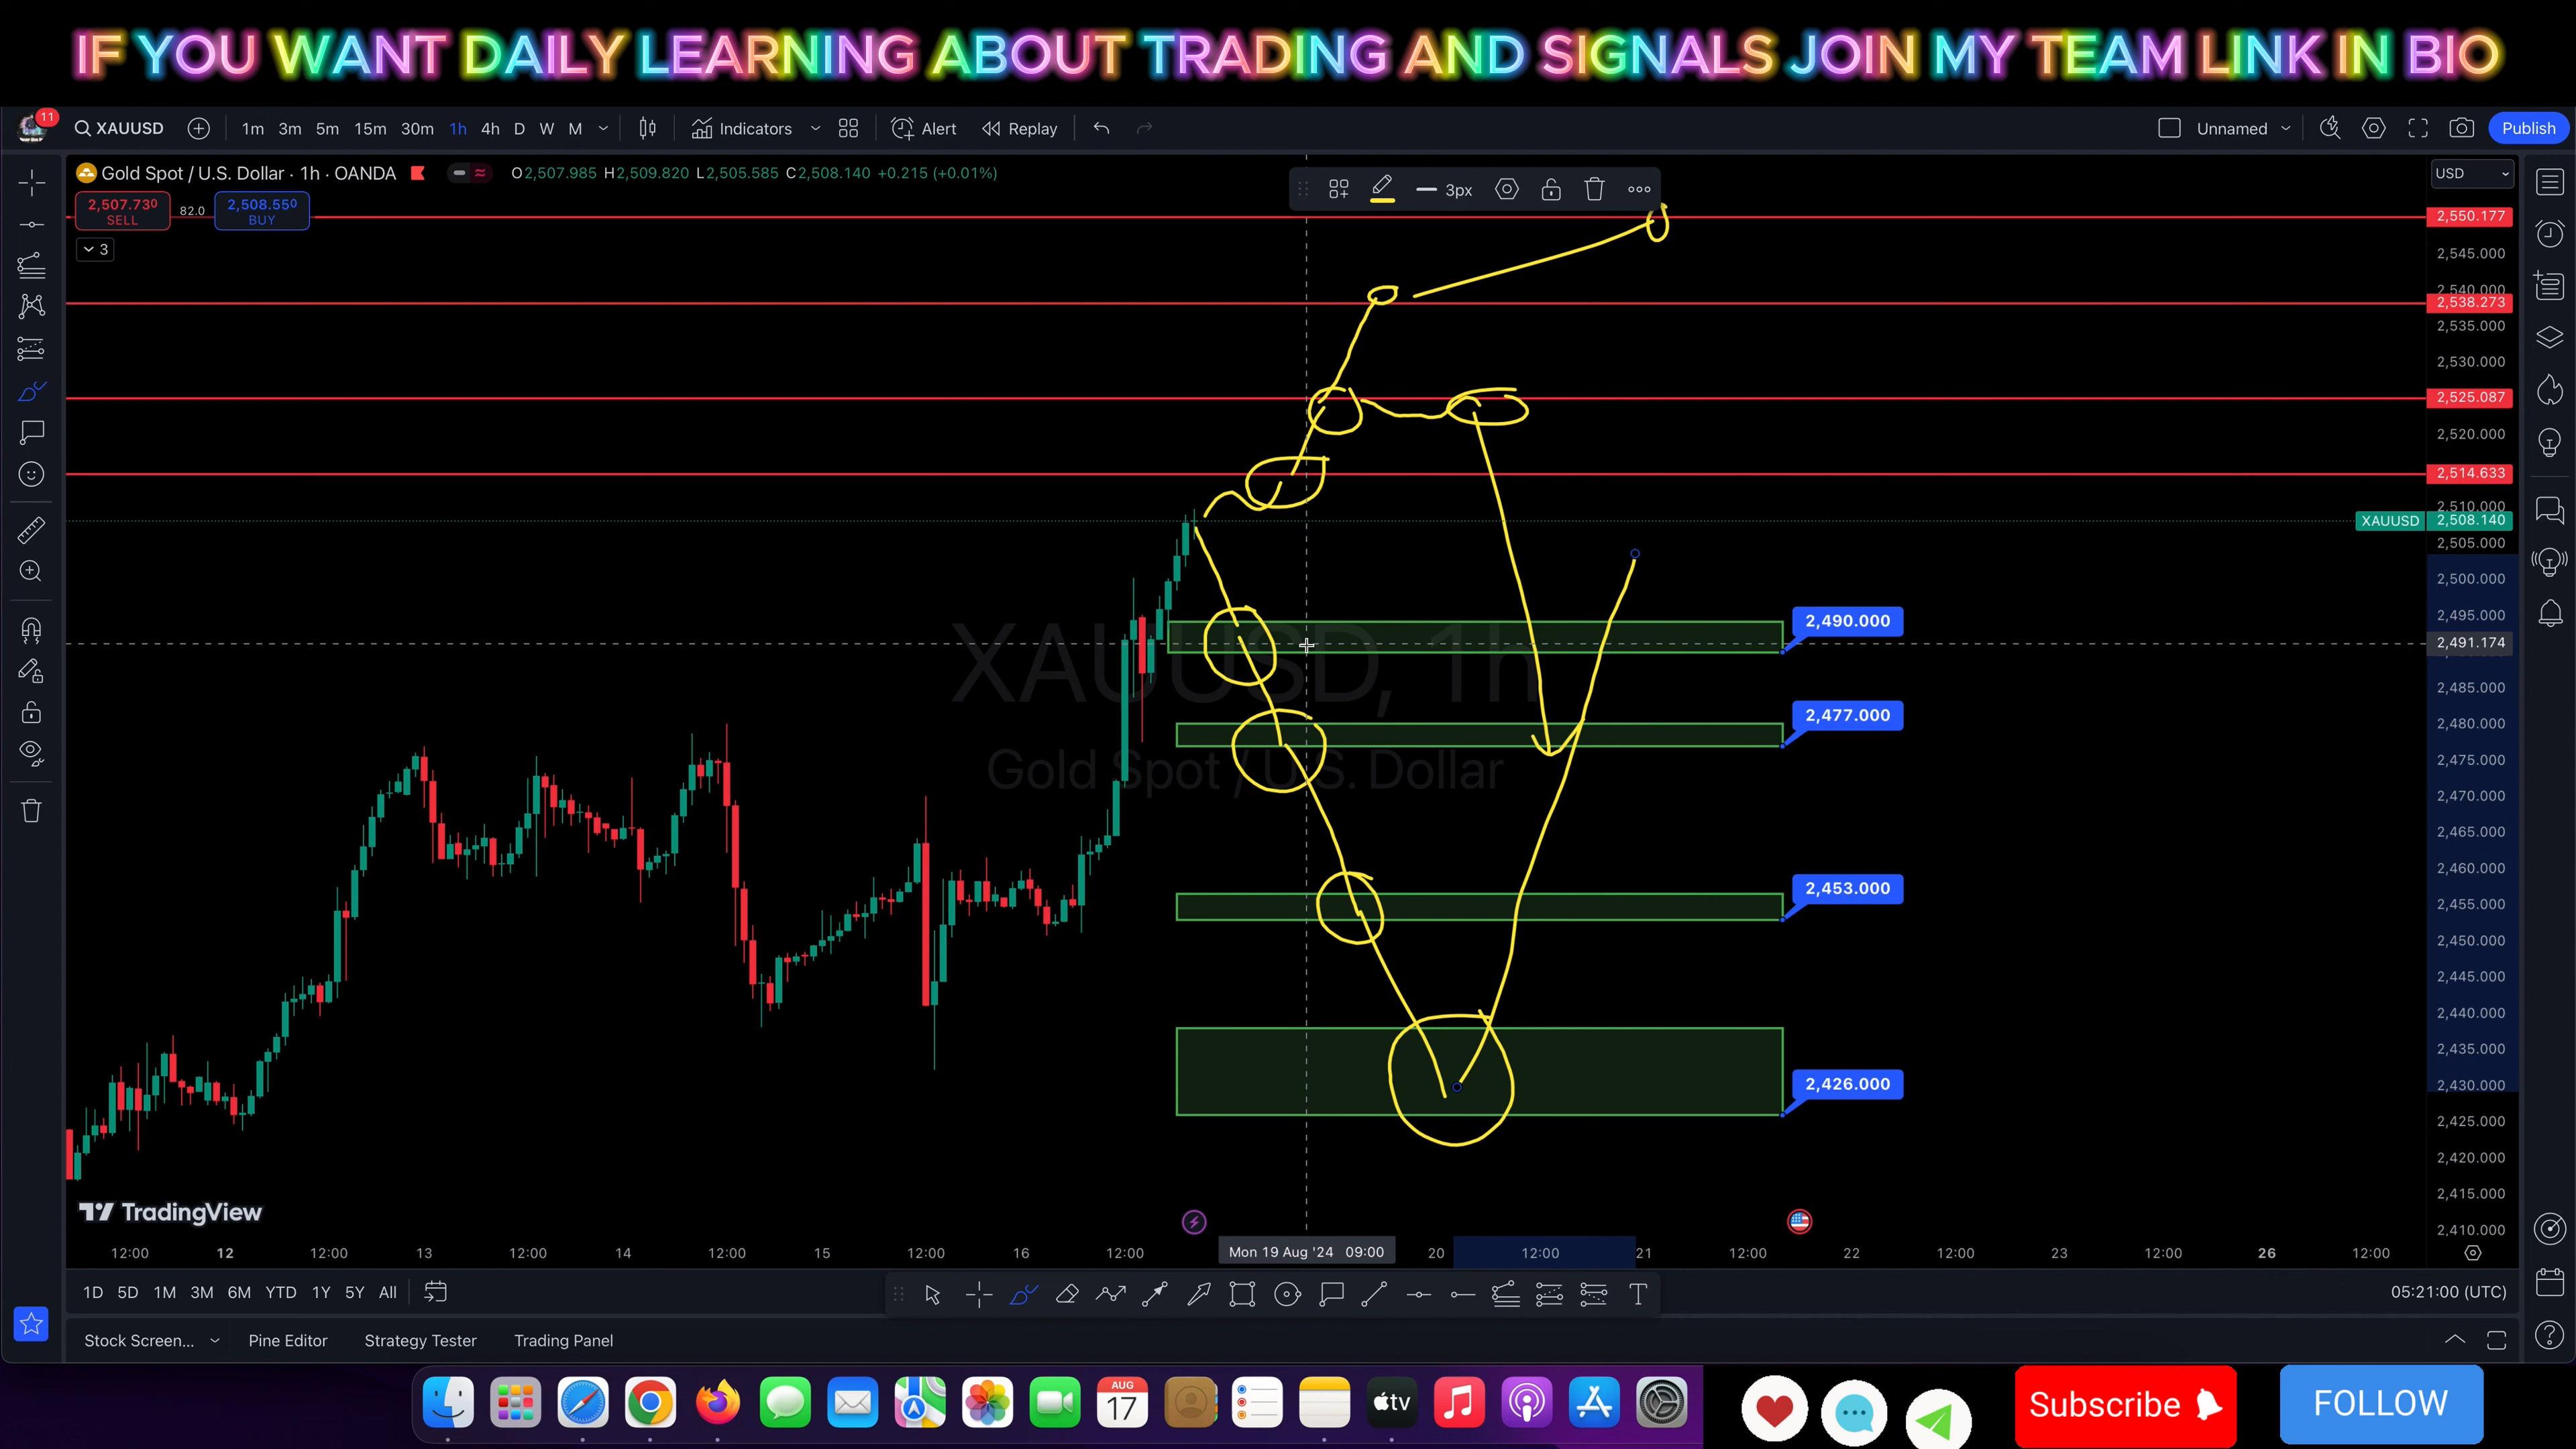 IF YOU WANT DAILY LEARNING ABOUT TRADING AND SIGNALS JOIN MY TEAM LINK IN BIO
11
XAUUSD 1m 3m 5m 15m 30m 1h 4h D W M Indicators Alert Replay Unnamed Publish
Gold Spot / U.S. Dollar · 1h · OANDA O2,507.985 H2,509.820 L2,505.585 C2,508.140 +0.215 (+0.01%)
3px
USD
2,507.730 SELL 82.0 2,508.550 BUY
3
2,550.177
2,545.000
2,540.000
2,538.273
2,535.000
2,530.000
2,525.087
2,520.000
2,514.633
2,510.000
XAUUSD 2,508.140
2,505.000
2,500.000
2,495.000
2,490.000
2,491.174
XAUUSD, 1h
2,485.000
2,480.000
2,477.000
Gold Spot / U.S. Dollar
2,475.000
2,470.000
2,465.000
2,460.000
2,453.000
2,455.000
2,450.000
2,445.000
2,440.000
2,435.000
2,426.000
2,430.000
2,425.000
2,420.000
2,415.000
2,410.000
TradingView
12:00 12 12:00 13 12:00 14 12:00 15 12:00 16 12:00 Mon 19 Aug '24 09:00 20 12:00 21 12:00 22 12:00 23 12:00 26 12:00
1D 5D 1M 3M 6M YTD 1Y 5Y All T 05:21:00 (UTC)
Stock Screen... Pine Editor Strategy Tester Trading Panel
AUG
17
tv
Subscribe
FOLLOW